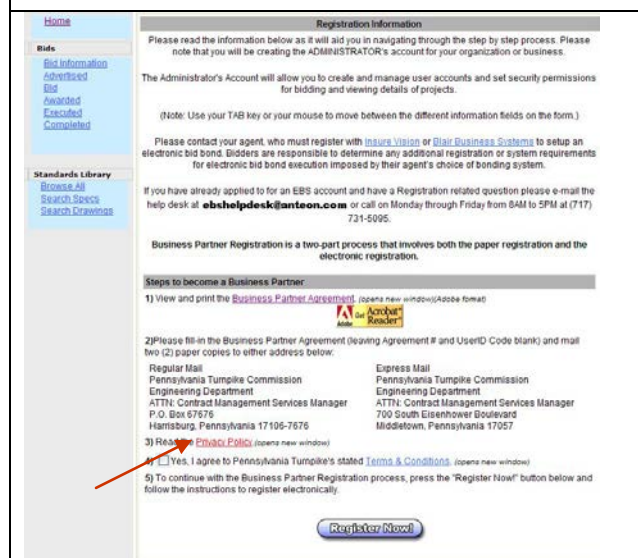 Home
Bids
Bid Information
Advertised
Bid
Awarded
Executed
Completed
Standards Library
Browse All
Search Specs
Search Drawings
Registration Information
Please read the information below as it will aid you in navigating through the step by step process. Please
note that you will be creating the ADMINISTRATOR's account for your organization or business.
The Administrator's Account will allow you to create and manage user accounts and set security permissions
for bidding and viewing details of projects.
(Note: Use your TAB key or your mouse to move between the different information fields on the form.)
Please contact your agent, who must register with Insure Vision or Blair Business Systems to setup an
electronic bid bond. Bidders are responsible to determine any additional registration or system requirements
for electronic bid bond execution imposed by their agent's choice of bonding system.
If you have already applied to for an EBS account and have a Registration related question please e-mail the
help desk at ebshelpdesk@anteon.com or call on Monday through Friday from 8AM to 5PM at (717)
731-5095.
Business Partner Registration is a two-part process that involves both the paper registration and the
electronic registration.
Steps to become a Business Partner
1) View and print the Business Partner Agreement. (opens new window)(Adobe format)
Adobe Get Acrobat Reader
2)Please fill-in the Business Partner Agreement (leaving Agreement # and UserID Code blank) and mail
two (2) paper copies to either address below:
Regular Mail
Pennsylvania Turnpike Commission
Engineering Department
ATTN: Contract Management Services Manager
P.O. Box 67676
Harrisburg, Pennsylvania 17106-7676
Express Mail
Pennsylvania Turnpike Commission
Engineering Department
ATTN: Contract Management Services Manager
700 South Eisenhower Boulevard
Middletown, Pennsylvania 17057
3) Read the Privacy Policy (opens new window)
4) Yes, I agree to Pennsylvania Turnpike's stated Terms & Conditions. (opens new window)
5) To continue with the Business Partner Registration process, press the "Register Now!" button below and
follow the instructions to register electronically.
Register Now!